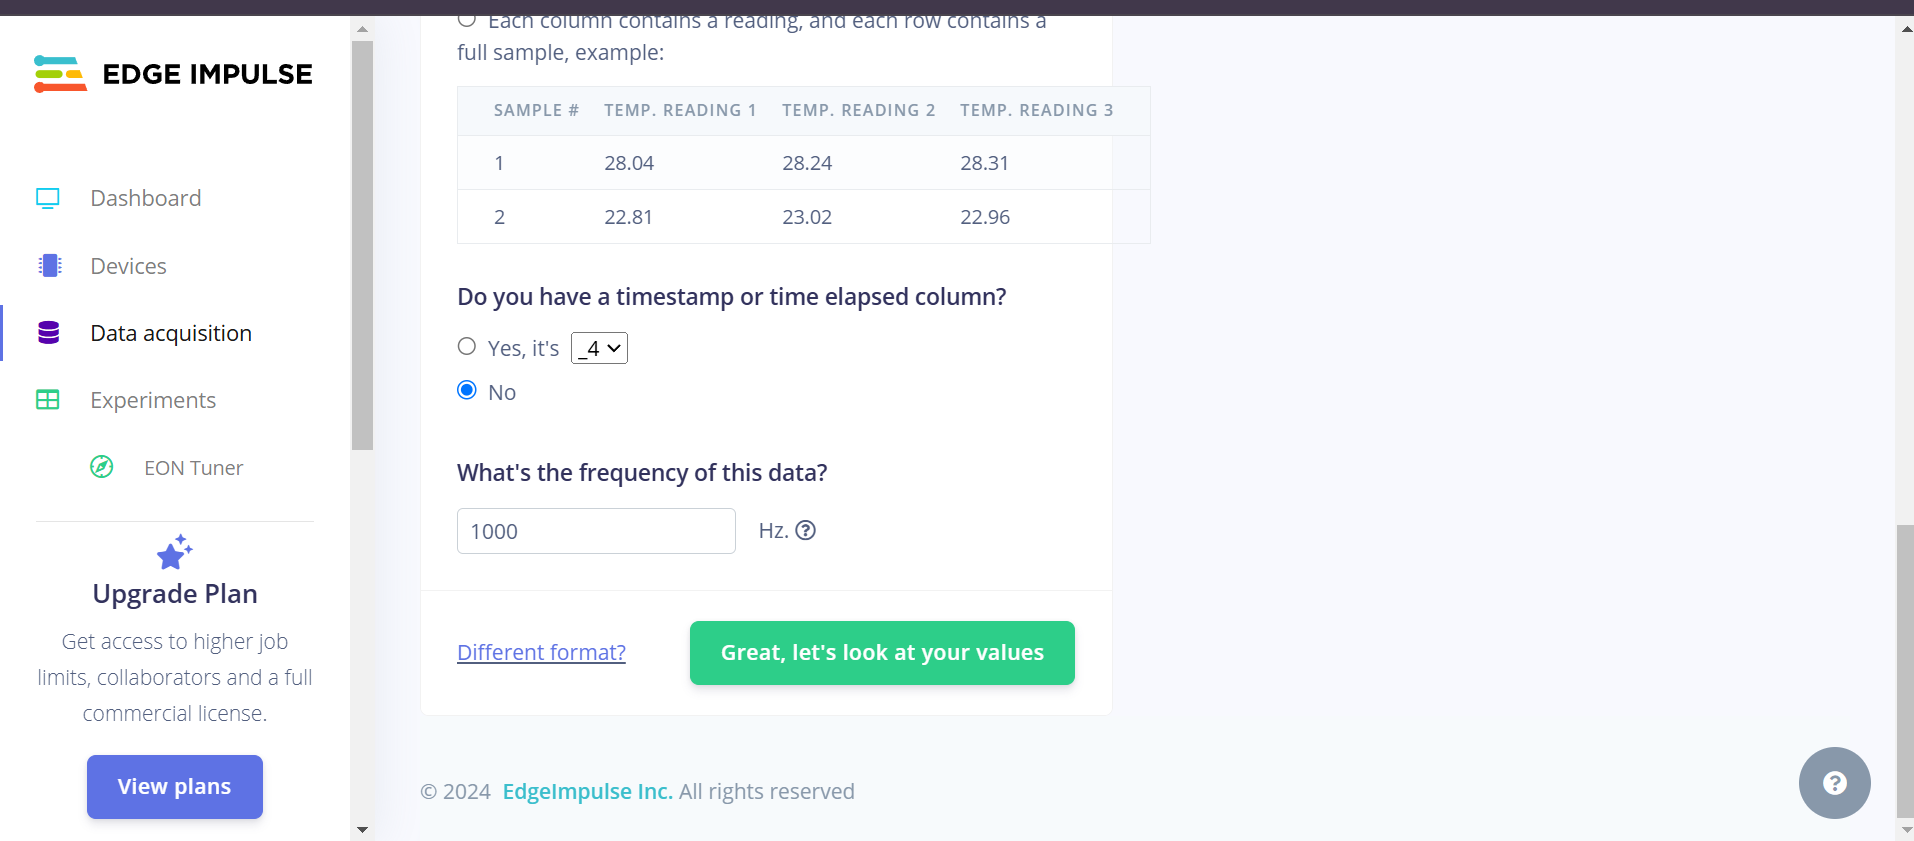 EDGE IMPULSE
Dashboard
Devices
Data acquisition
Experiments
EON Tuner
Upgrade Plan
Get access to higher job
limits, collaborators and a full
commercial license.
View plans
Each column contains a reading, and each row contains a
full sample, example:
SAMPLE # TEMP. READING 1 TEMP. READING 2 TEMP. READING 3
1 28.04 28.24 28.31
2 22.81 23.02 22.96
Do you have a timestamp or time elapsed column?
Yes, it's _4
No
What's the frequency of this data?
1000 Hz. ?
Different format? Great, let's look at your values
© 2024 EdgeImpulse Inc. All rights reserved
?